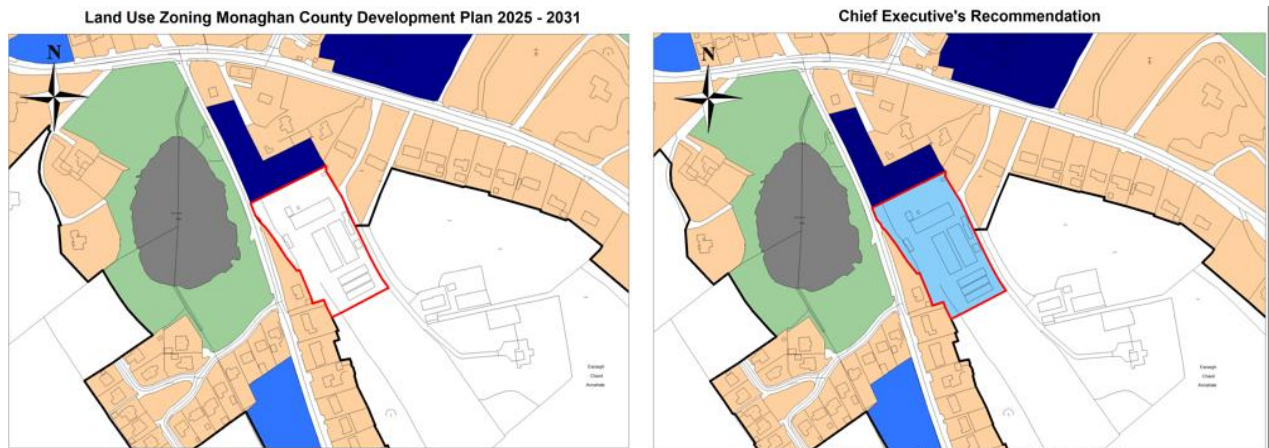 Land Use Zoning Monaghan County Development Plan 2025 - 2031
Chief Executive's Recommendation
N
N